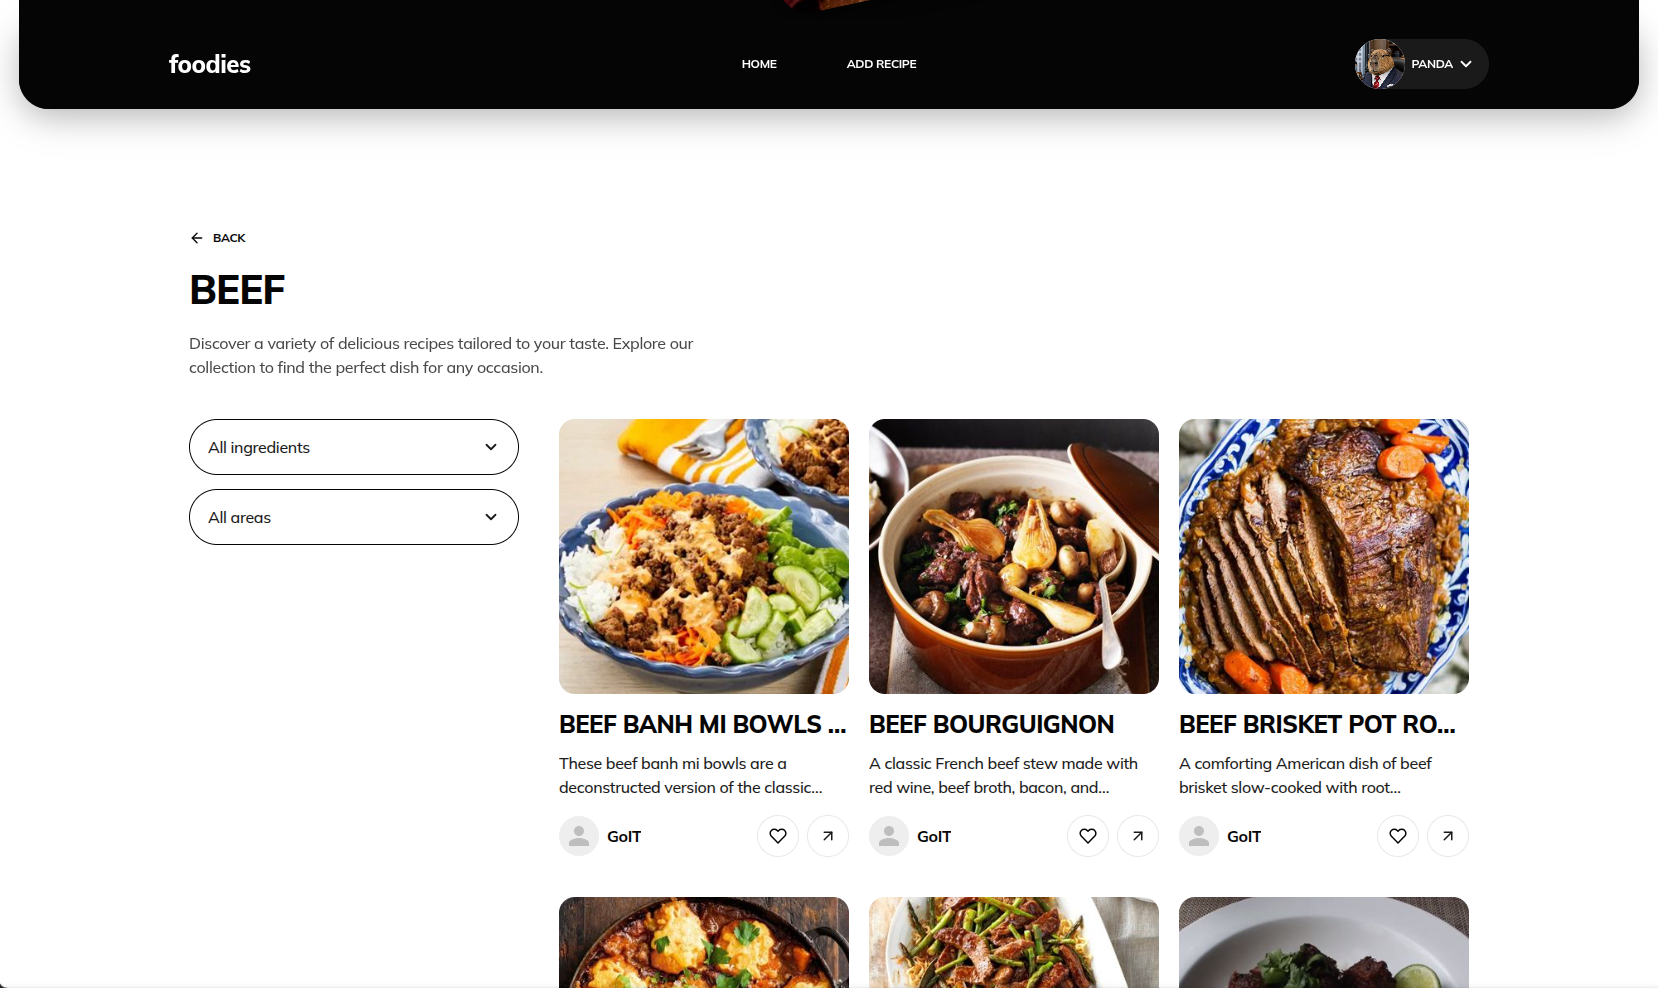 foodies
HOME
ADD RECIPE
PANDA
BACK
BEEF
Discover a variety of delicious recipes tailored to your taste. Explore our
collection to find the perfect dish for any occasion.
All ingredients
All areas
BEEF BANH MI BOWLS ...
These beef banh mi bowls are a
deconstructed version of the classic...
GoIT
BEEF BOURGUIGNON
A classic French beef stew made with
red wine, beef broth, bacon, and...
GoIT
BEEF BRISKET POT RO...
A comforting American dish of beef
brisket slow-cooked with root...
GoIT